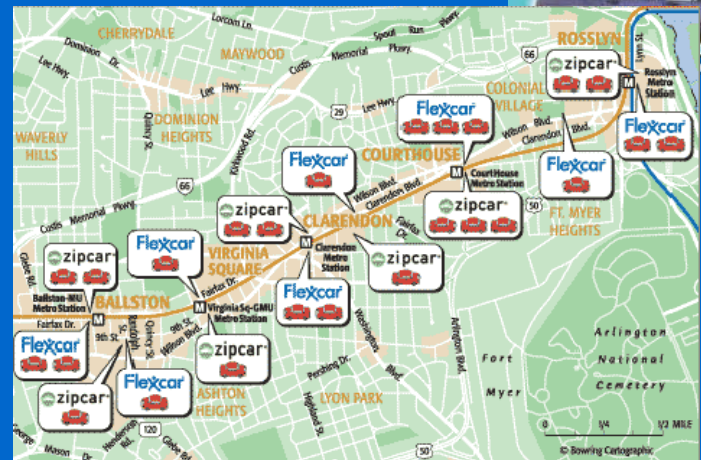 Lorcom Ln.
Spout Run Pkwy.
CHERRYDALE
MAYWOOD
Custis Memorial Pkwy.
ROSSLYN
Lynn St.
Dominion Dr.
Lee Hwy.
Lee Hwy.
66
zipcar
Rosslyn
Metro
Station
M
COLONIAL
VILLAGE
29
Lee Hwy.
Flexcar
Wilson Blvd.
Clarendon Blvd.
Flexcar
DOMINION
HEIGHTS
Quincy St.
Kirkwood Rd.
WAVERLY
HILLS
COURTHOUSE
Flexcar
Flexcar
Wilson Blvd.
Clarendon Blvd.
M
CourtHouse
Metro Station
66
zipcar
zipcar
50
FT. MYER
HEIGHTS
Custis Memorial Pkwy.
CLARENDON
Fairfax Dr.
Flexcar
VIRGINIA
SQUARE
M
Clarendon
Metro
Station
zipcar
zipcar
Glebe Rd.
Fairfax Dr.
Flexcar
Ballston-MU
Metro Station
BALLSTON
M
M
Virginia Sq-GMU
Metro Station
Fairfax Dr.
9th St.
Randolph St.
Quincy St.
9th St.
Wilson Blvd.
Washington Blvd.
Arlington Blvd.
Arlington
National
Cemetery
Flexcar
zipcar
Fort
Myer
Pershing Dr.
zipcar
Flexcar
ASHTON
HEIGHTS
LYON PARK
Highland St.
120
Henderson Rd.
Glebe Rd.
George Mason Dr.
50
0 1/4 1/2 MILE
© Bowring Cartographic